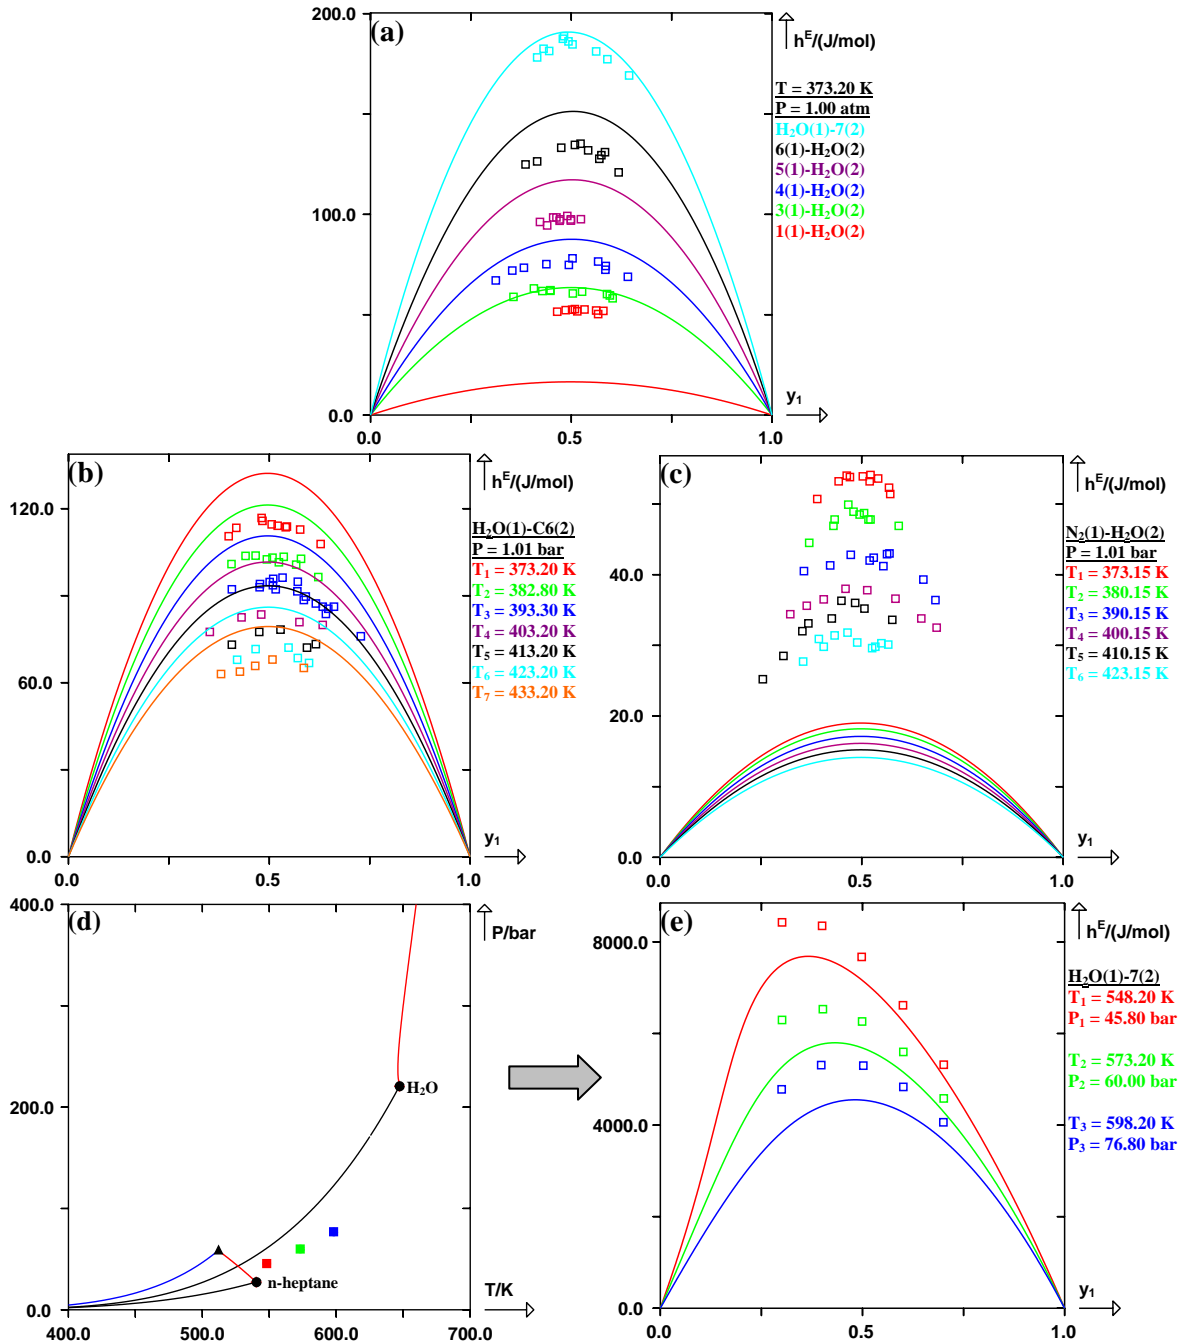 (a)
200.0
100.0
0.0
0.0
0.5
1.0
hᴱ/(J/mol)
y₁
T = 373.20 K
P = 1.00 atm
H₂O(1)-7(2)
6(1)-H₂O(2)
5(1)-H₂O(2)
4(1)-H₂O(2)
3(1)-H₂O(2)
1(1)-H₂O(2)
(b)
120.0
60.0
0.0
0.0
0.5
1.0
hᴱ/(J/mol)
y₁
H₂O(1)-C6(2)
P = 1.01 bar
T₁ = 373.20 K
T₂ = 382.80 K
T₃ = 393.30 K
T₄ = 403.20 K
T₅ = 413.20 K
T₆ = 423.20 K
T₇ = 433.20 K
(c)
40.0
20.0
0.0
0.0
0.5
1.0
hᴱ/(J/mol)
y₁
N₂(1)-H₂O(2)
P = 1.01 bar
T₁ = 373.15 K
T₂ = 380.15 K
T₃ = 390.15 K
T₄ = 400.15 K
T₅ = 410.15 K
T₆ = 423.15 K
(d)
400.0
200.0
0.0
400.0
500.0
600.0
700.0
P/bar
T/K
H₂O
n-heptane
(e)
8000.0
4000.0
0.0
0.0
0.5
1.0
hᴱ/(J/mol)
y₁
H₂O(1)-7(2)
T₁ = 548.20 K
P₁ = 45.80 bar
T₂ = 573.20 K
P₂ = 60.00 bar
T₃ = 598.20 K
P₃ = 76.80 bar